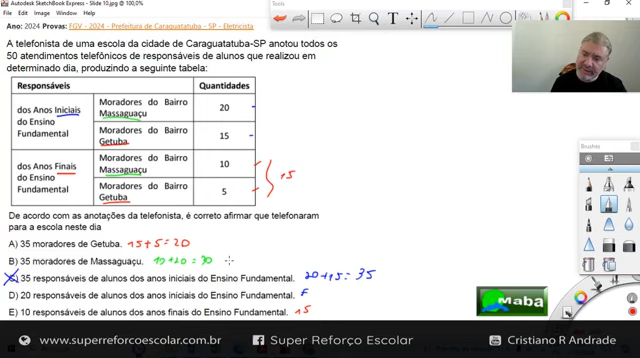 Autodesk SketchBook Express - Slide 10.jpg @ 100,0%
File Edit Image Window Help
Ano: 2024 Provas: FGV - 2024 - Prefeitura de Caraguatatuba - SP - Eletricista
A telefonista de uma escola da cidade de Caraguatatuba-SP anotou todos os
50 atendimentos telefônicos de responsáveis de alunos que realizou em
determinado dia, produzindo a seguinte tabela:
Responsáveis Quantidades
dos Anos Iniciais do Ensino Fundamental
Moradores do Bairro Massaguaçu 20
Moradores do Bairro Getuba 15
dos Anos Finais do Ensino Fundamental
Moradores do Bairro Massaguaçu 10
Moradores do Bairro Getuba 5
15
De acordo com as anotações da telefonista, é correto afirmar que telefonaram
para a escola neste dia
A) 35 moradores de Getuba. 15+5=20
B) 35 moradores de Massaguaçu. 10+20=30
C) 35 responsáveis de alunos dos anos iniciais do Ensino Fundamental. 20+15=35
D) 20 responsáveis de alunos dos anos iniciais do Ensino Fundamental. F
E) 10 responsáveis de alunos dos anos finais do Ensino Fundamental. 15
Maba
www.superreforcoescolar.com.br Super Reforço Escolar Cristiano R Andrade